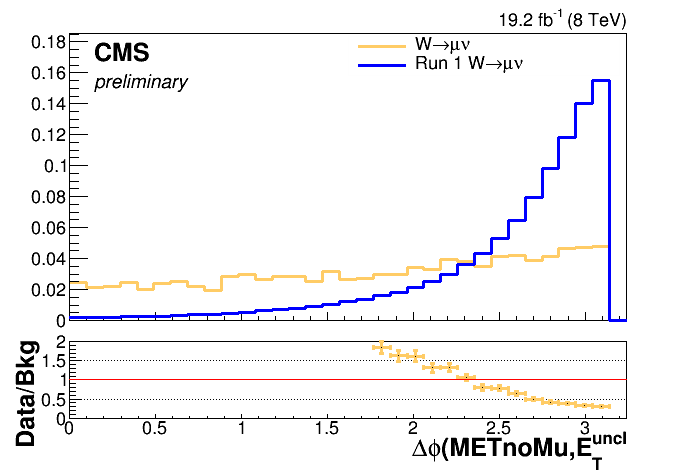 19.2 fb⁻¹ (8 TeV)
CMS
preliminary
W→μν
Run 1 W→μν
0.18
0.16
0.14
0.12
0.1
0.08
0.06
0.04
0.02
0
Data/Bkg
2
1.5
1
0.5
0
0 0.5 1 1.5 2 2.5 3
Δϕ(METnoMu,E_T^uncl